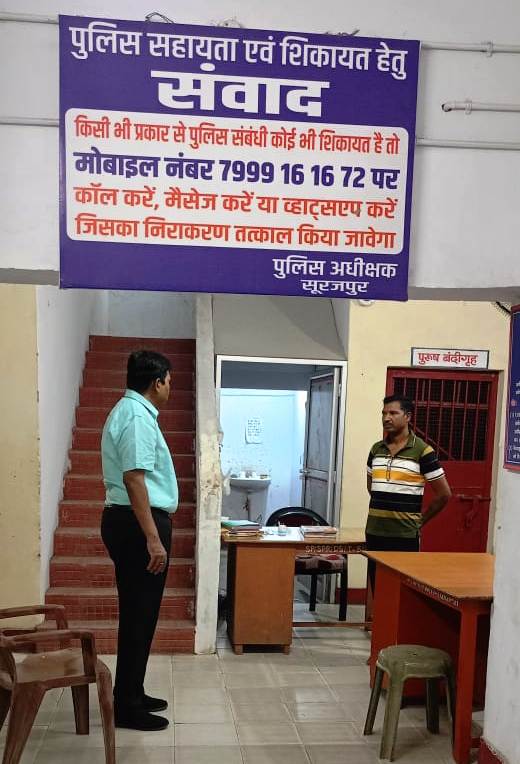 पुलिस सहायता एवं शिकायत हेतु
संवाद
किसी भी प्रकार से पुलिस संबंधी कोई भी शिकायत है तो
मोबाइल नंबर 7999 16 16 72 पर
कॉल करें, मैसेज करें या व्हाट्सएप करें
जिसका निराकरण तत्काल किया जावेगा
पुलिस अधीक्षक
सूरजपुर
पुरूष बंदीगृह